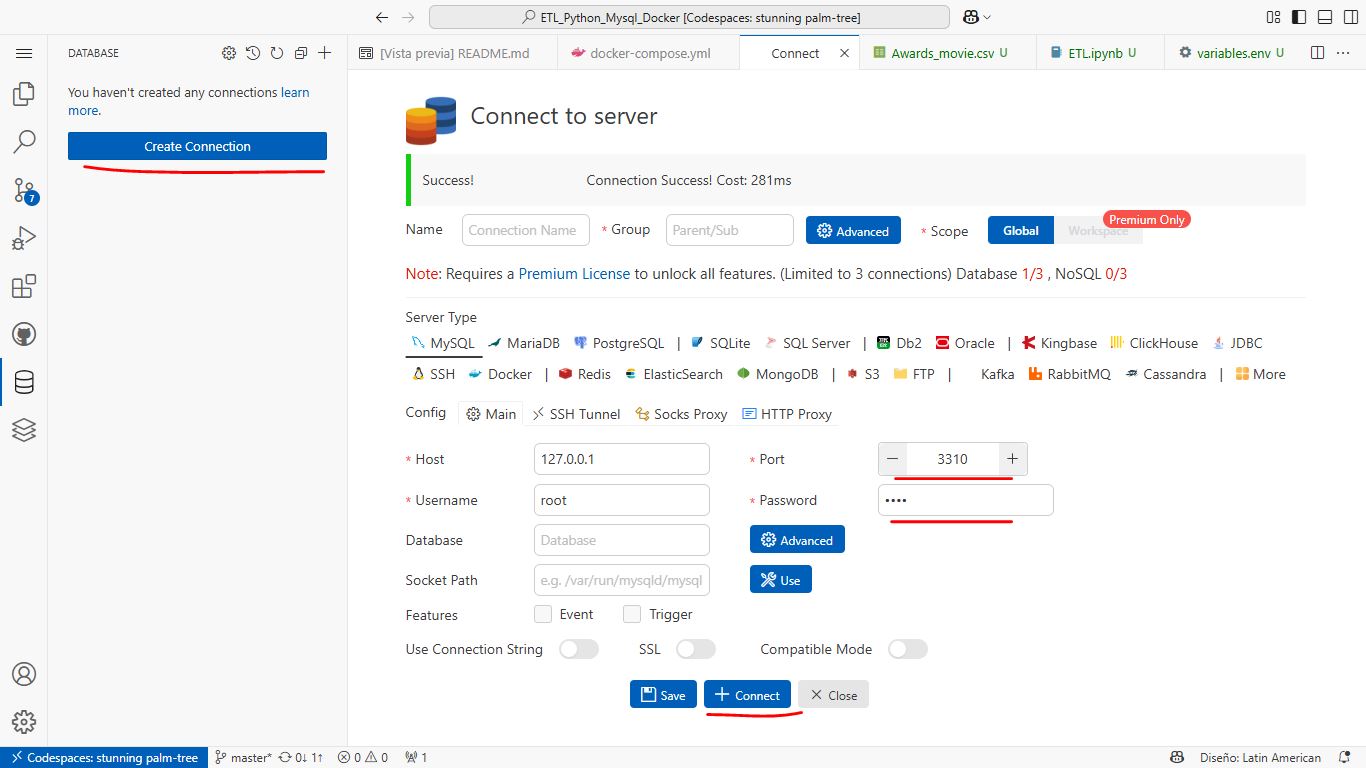 ETL_Python_Mysql_Docker [Codespaces: stunning palm-tree]
DATABASE
You haven't created any connections learn
more.
Create Connection
7
[Vista previa] README.md
docker-compose.yml
Connect
Awards_movie.csv U
ETL.ipynb U
variables.env U
Connect to server
Success! Connection Success! Cost: 281ms
Name Connection Name * Group Parent/Sub Advanced * Scope Global Workspace Premium Only
Note: Requires a Premium License to unlock all features. (Limited to 3 connections) Database 1/3 , NoSQL 0/3
Server Type
MySQL MariaDB PostgreSQL | SQLite SQL Server | Db2 Oracle | Kingbase ClickHouse JDBC
SSH Docker | Redis ElasticSearch MongoDB | S3 FTP | Kafka RabbitMQ Cassandra | More
Config Main SSH Tunnel Socks Proxy HTTP Proxy
* Host 127.0.0.1 * Port 3310
* Username root * Password ••••
Database Database Advanced
Socket Path e.g. /var/run/mysqld/mysql Use
Features Event Trigger
Use Connection String SSL Compatible Mode
Save Connect Close
Codespaces: stunning palm-tree master* 0↓ 1↑ 0 0 1 Diseño: Latin American